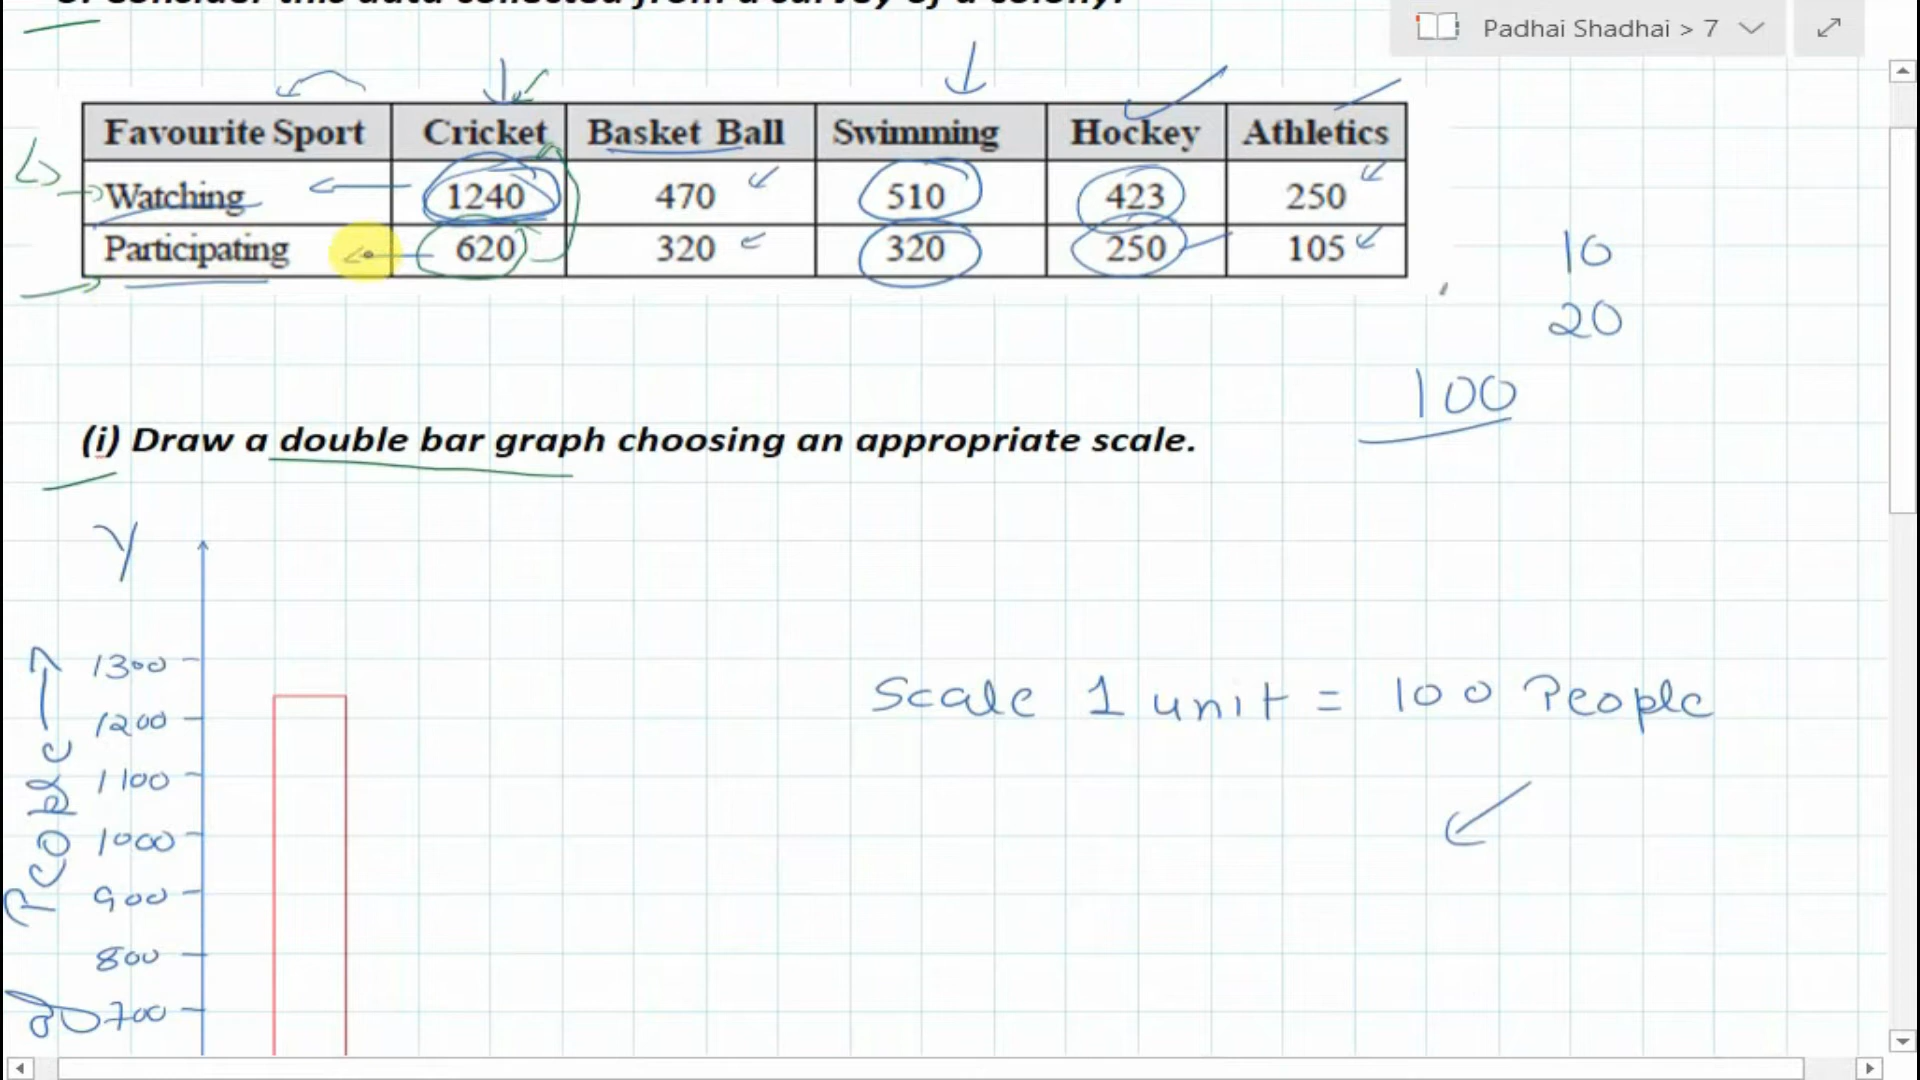 Padhai Shadhai > 7
Favourite Sport Cricket Basket Ball Swimming Hockey Athletics
Watching 1240 470 510 423 250
Participating 620 320 320 250 105
10
20
100
(i) Draw a double bar graph choosing an appropriate scale.
Y
1300
Scale 1 unit = 100 People
1200
1100
1000
900
800
700
People